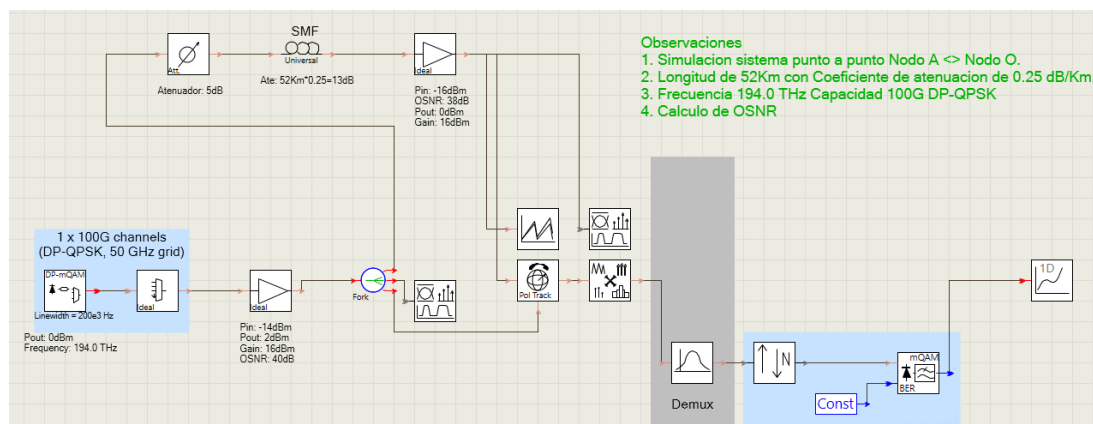 SMF
Universal
Att.
Atenuador: 5dB
Ate: 52Km*0.25=13dB
Ideal
Pin: -16dBm
OSNR: 38dB
Pout: 0dBm
Gain: 16dBm
Observaciones
1. Simulacion sistema punto a punto Nodo A <> Nodo O.
2. Longitud de 52Km con Coeficiente de atenuacion de 0.25 dB/Km.
3. Frecuencia 194.0 THz Capacidad 100G DP-QPSK
4. Calculo de OSNR
1 x 100G channels
(DP-QPSK, 50 GHz grid)
DP-mQAM
Ideal
Linewidth = 200e3 Hz
Pout: 0dBm
Frequency: 194.0 THz
Ideal
Pin: -14dBm
Pout: 2dBm
Gain: 16dBm
OSNR: 40dB
Fork
Pol Track
Demux
N
mQAM
BER
Const
1D